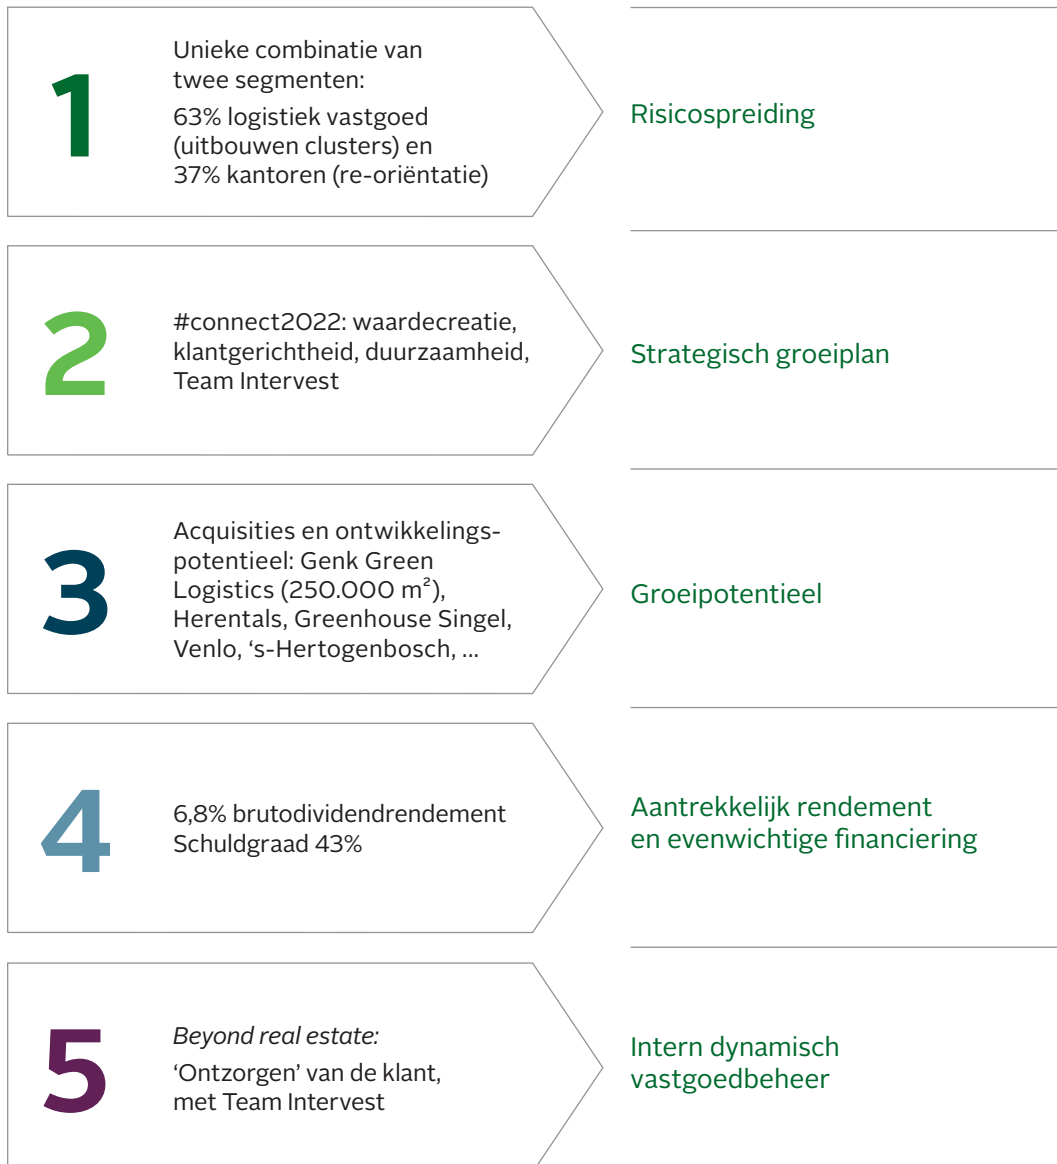 1
Unieke combinatie van
twee segmenten:
63% logistiek vastgoed
(uitbouwen clusters) en
37% kantoren (re-oriëntatie)
Risicospreiding
2
#connect2022: waardecreatie,
klantgerichtheid, duurzaamheid,
Team Intervest
Strategisch groeiplan
3
Acquisities en ontwikkelings-
potentieel: Genk Green
Logistics (250.000 m²),
Herentals, Greenhouse Singel,
Venlo, ‘s-Hertogenbosch, ...
Groeipotentieel
4
6,8% brutodividendrendement
Schuldgraad 43%
Aantrekkelijk rendement
en evenwichtige financiering
5
Beyond real estate:
‘Ontzorgen’ van de klant,
met Team Intervest
Intern dynamisch
vastgoedbeheer